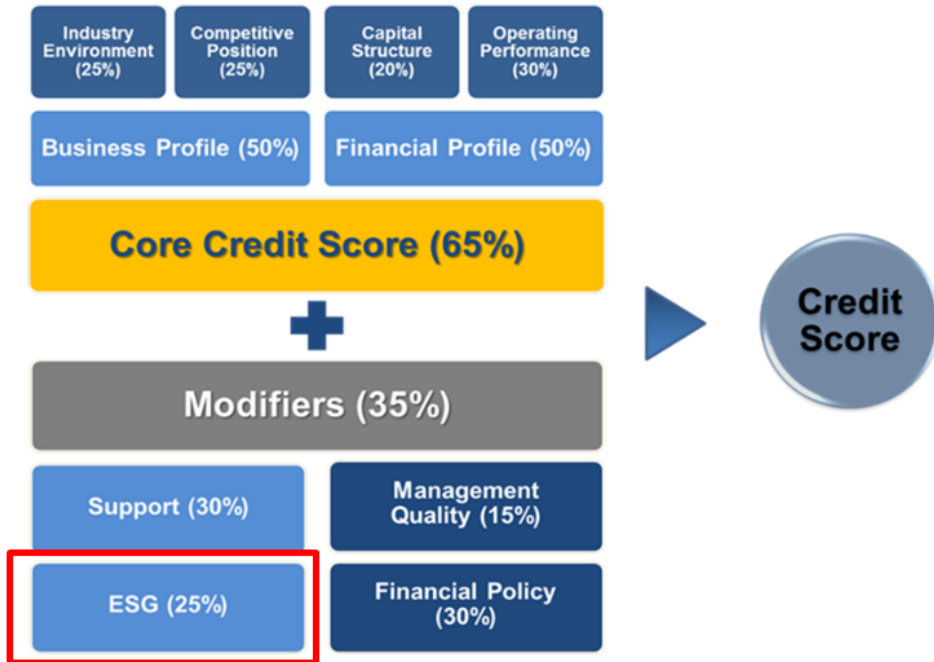 Industry
Environment
(25%)
Competitive
Position
(25%)
Capital
Structure
(20%)
Operating
Performance
(30%)
Business Profile (50%)
Financial Profile (50%)
Core Credit Score (65%)
Modifiers (35%)
Support (30%)
Management
Quality (15%)
ESG (25%)
Financial Policy
(30%)
Credit
Score